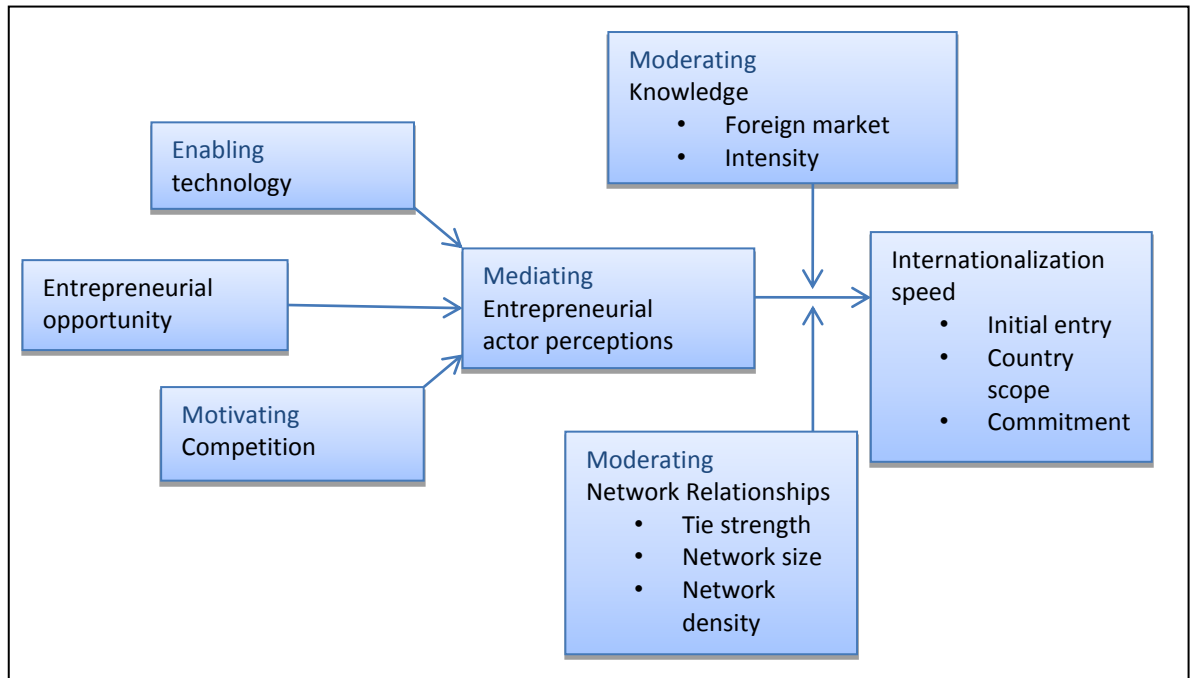 Moderating
Knowledge
• Foreign market
• Intensity
Enabling
technology
Entrepreneurial
opportunity
Motivating
Competition
Mediating
Entrepreneurial
actor perceptions
Internationalization
speed
• Initial entry
• Country
scope
• Commitment
Moderating
Network Relationships
• Tie strength
• Network size
• Network
density